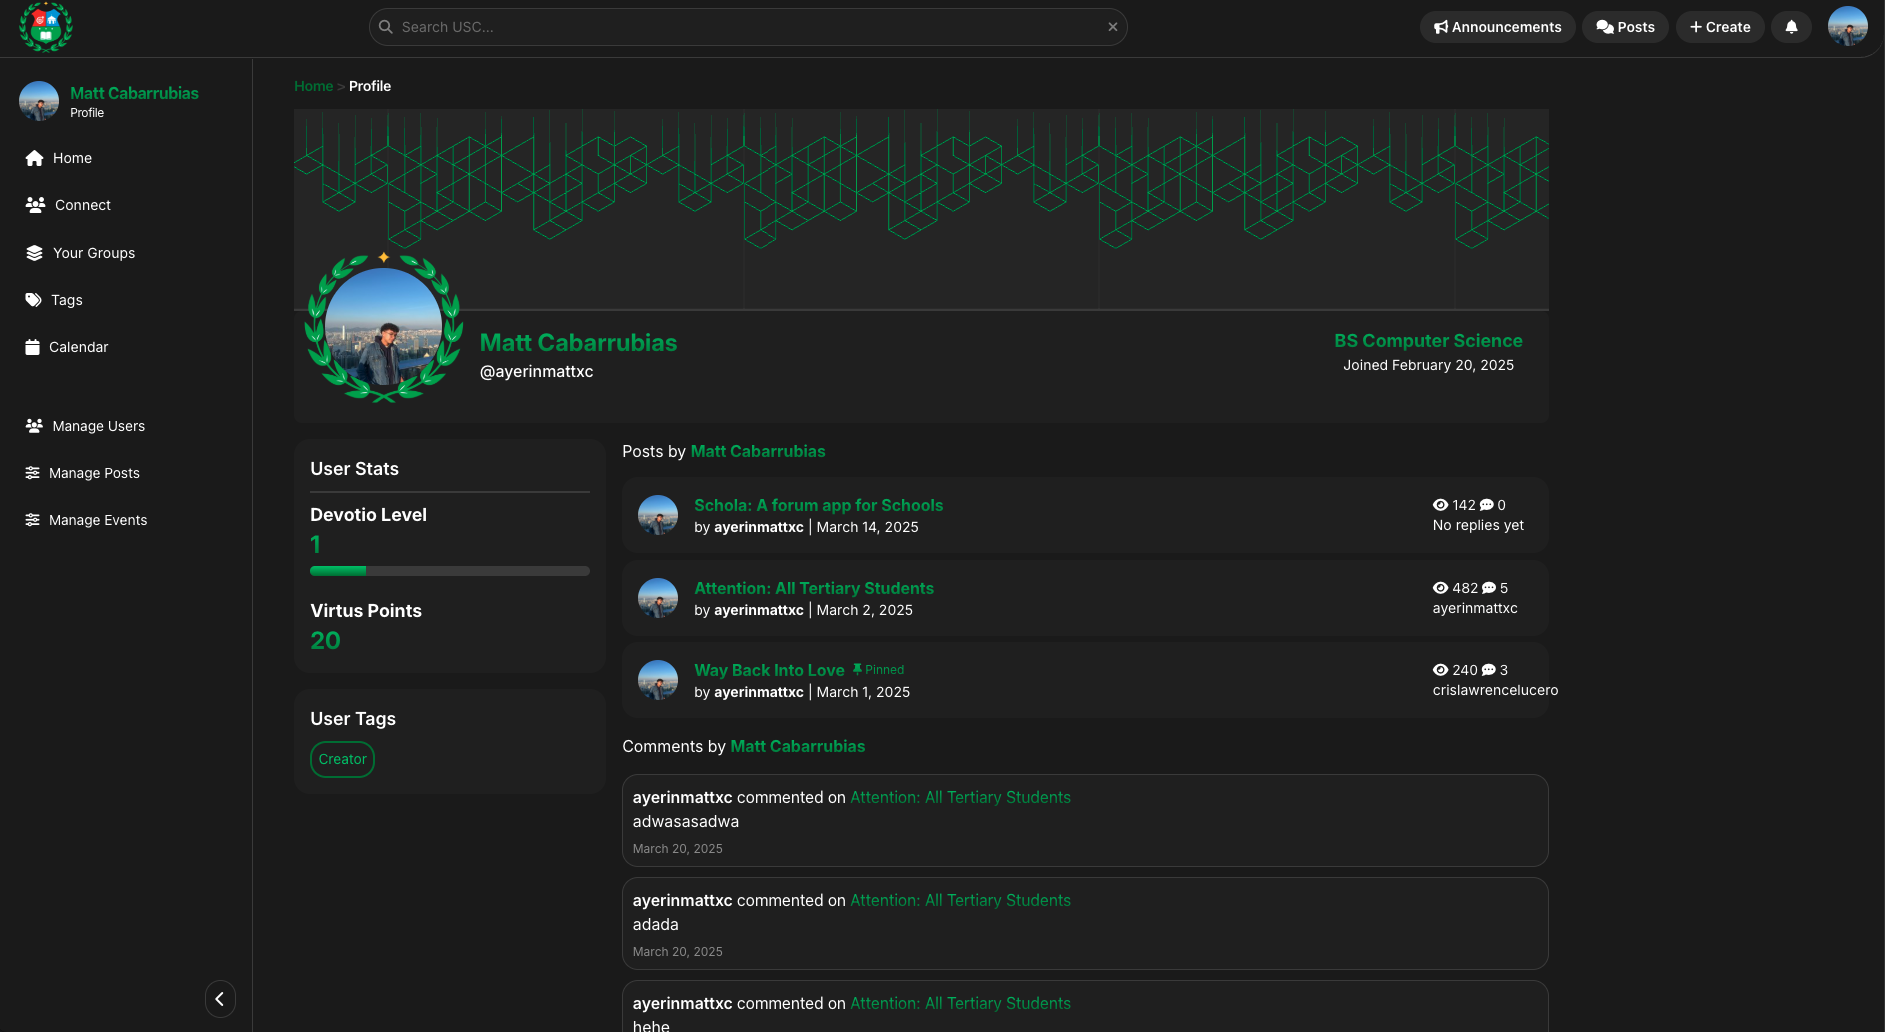 Search USC...
Announcements
Posts
Create
Matt Cabarrubias
Profile
Home
Connect
Your Groups
Tags
Calendar
Manage Users
Manage Posts
Manage Events
Home > Profile
Matt Cabarrubias
@ayerinmattxc
BS Computer Science
Joined February 20, 2025
User Stats
Devotio Level
1
Virtus Points
20
User Tags
Creator
Posts by Matt Cabarrubias
Schola: A forum app for Schools
by ayerinmattxc | March 14, 2025
142 0
No replies yet
Attention: All Tertiary Students
by ayerinmattxc | March 2, 2025
482 5
ayerinmattxc
Way Back Into Love Pinned
by ayerinmattxc | March 1, 2025
240 3
crislawrencelucero
Comments by Matt Cabarrubias
ayerinmattxc commented on Attention: All Tertiary Students
adwasasadwa
March 20, 2025
ayerinmattxc commented on Attention: All Tertiary Students
adada
March 20, 2025
ayerinmattxc commented on Attention: All Tertiary Students
hehe